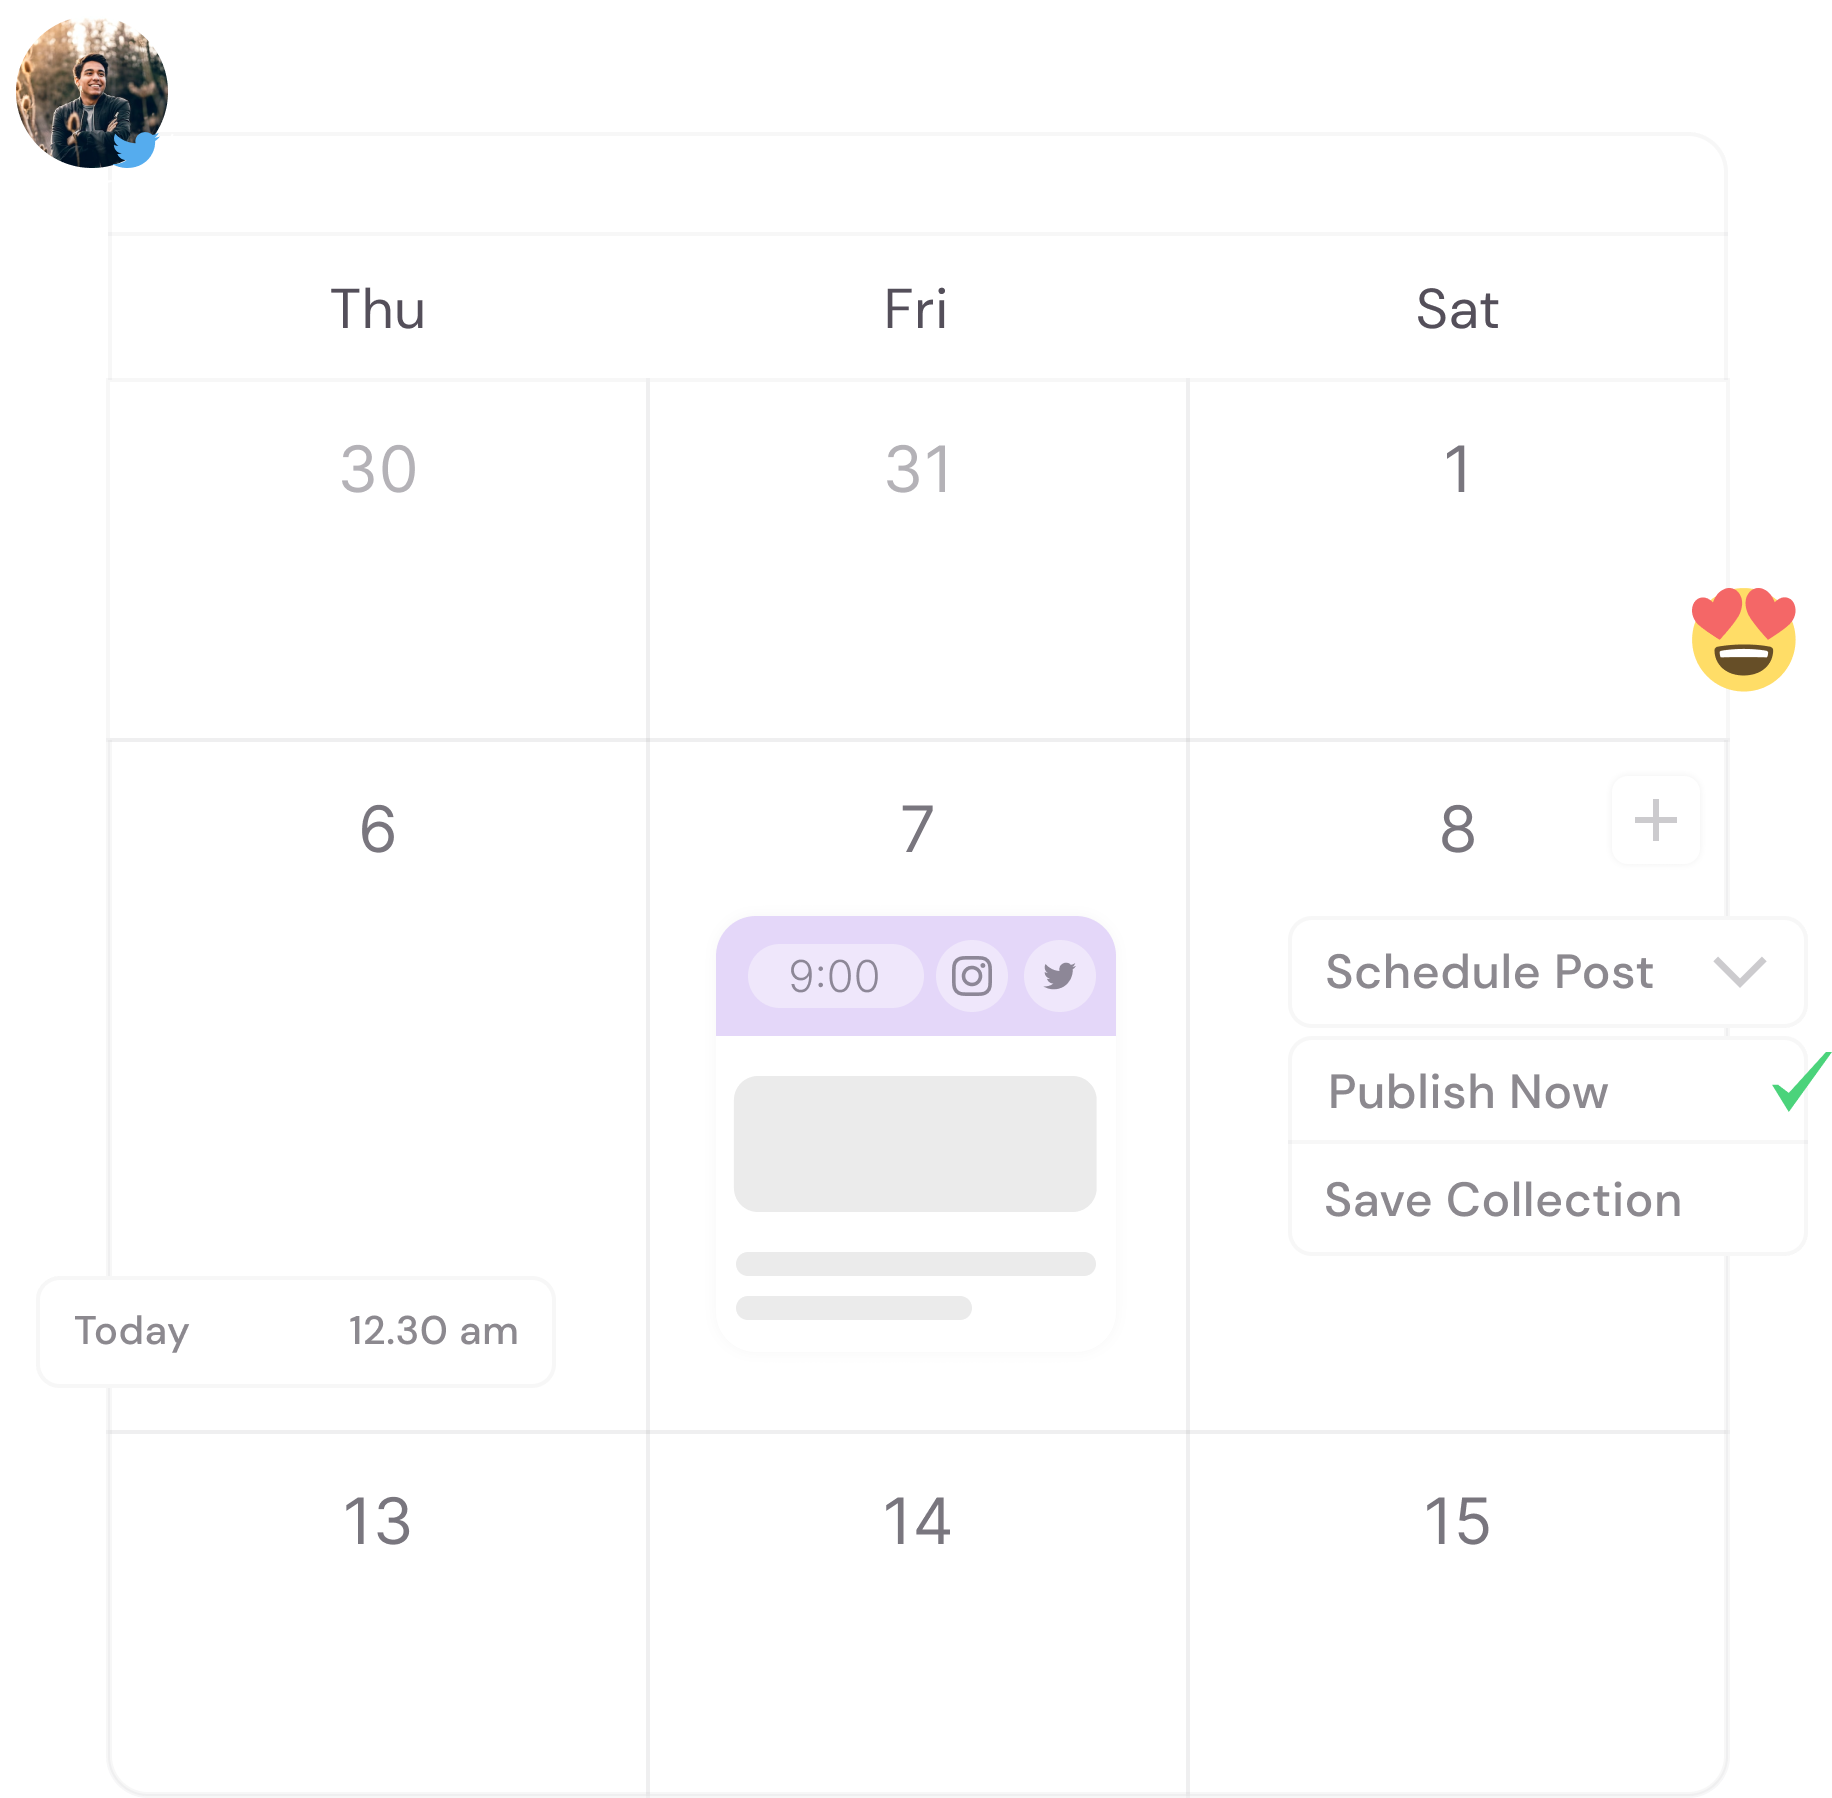 Thu Fri Sat
30 31 1
6 7 8
9:00
Schedule Post
Publish Now
Save Collection
Today 12.30 am
13 14 15